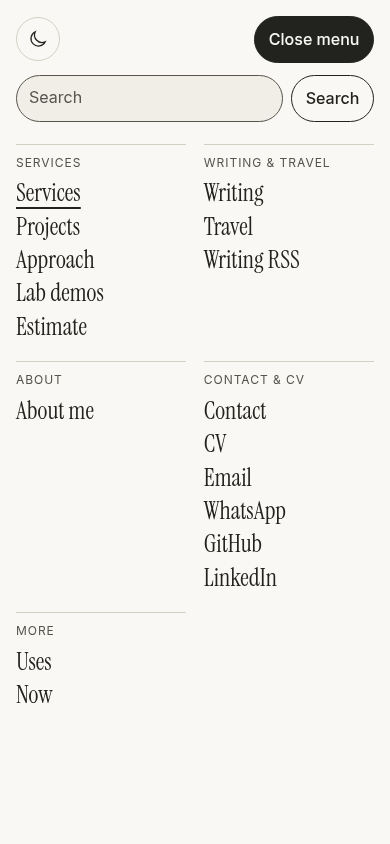 Close menu
Search
Search
SERVICES
Services
Projects
Approach
Lab demos
Estimate
WRITING & TRAVEL
Writing
Travel
Writing RSS
ABOUT
About me
CONTACT & CV
Contact
CV
Email
WhatsApp
GitHub
LinkedIn
MORE
Uses
Now